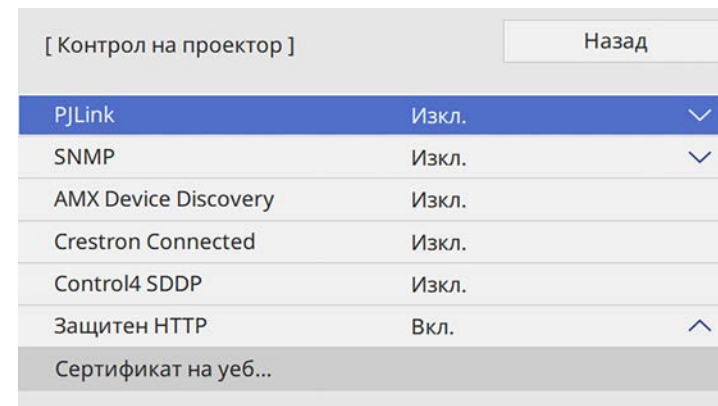 [ Контрол на проектор ] Назад
PJLink Изкл.
SNMP Изкл.
AMX Device Discovery Изкл.
Crestron Connected Изкл.
Control4 SDDP Изкл.
Защитен HTTP Вкл.
Сертификат на уеб...